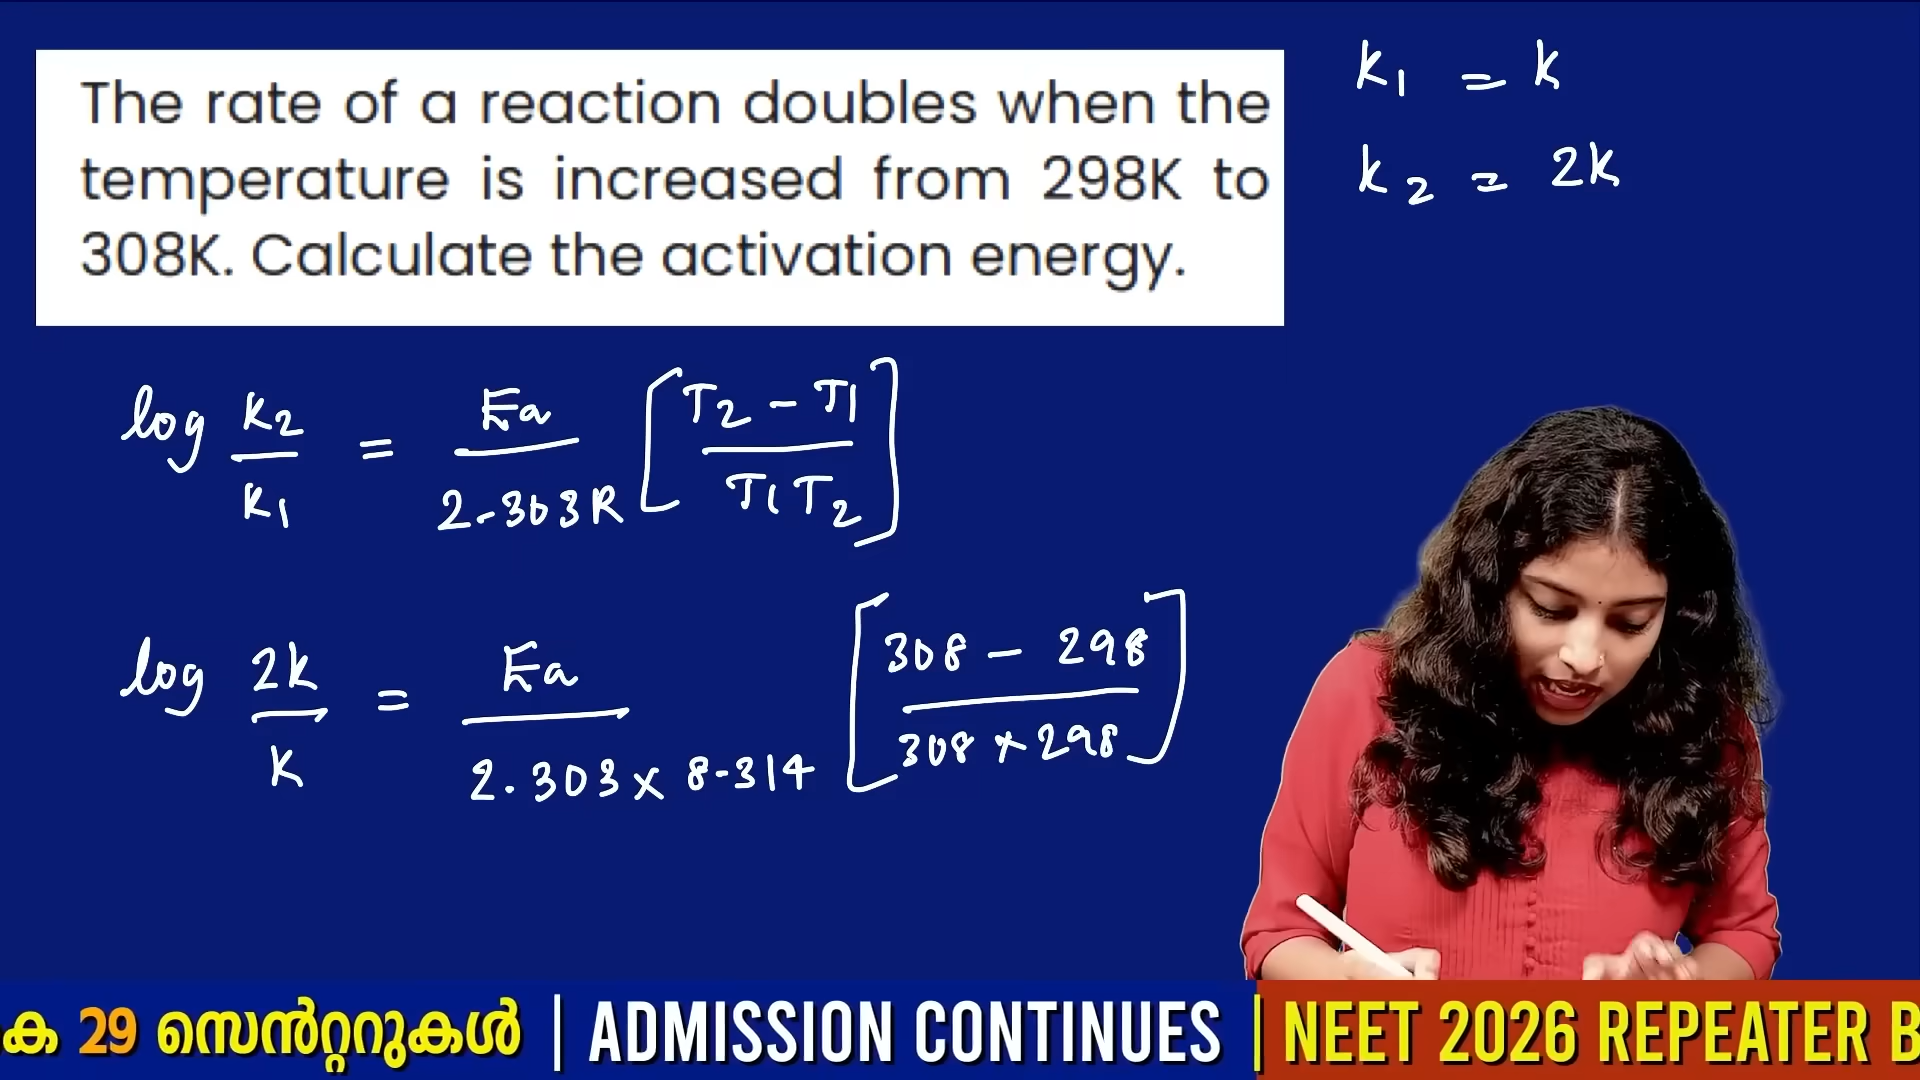 The rate of a reaction doubles when the
temperature is increased from 298K to
308K. Calculate the activation energy.
k1 = k
k2 = 2k
log k2/k1 = Ea/2.303R [T2 - T1/T1T2]
log 2k/k = Ea/2.303 x 8.314 [308 - 298/308 x 298]
ക 29 സെൻ്ററുകൾ | ADMISSION CONTINUES | NEET 2026 REPEATER B